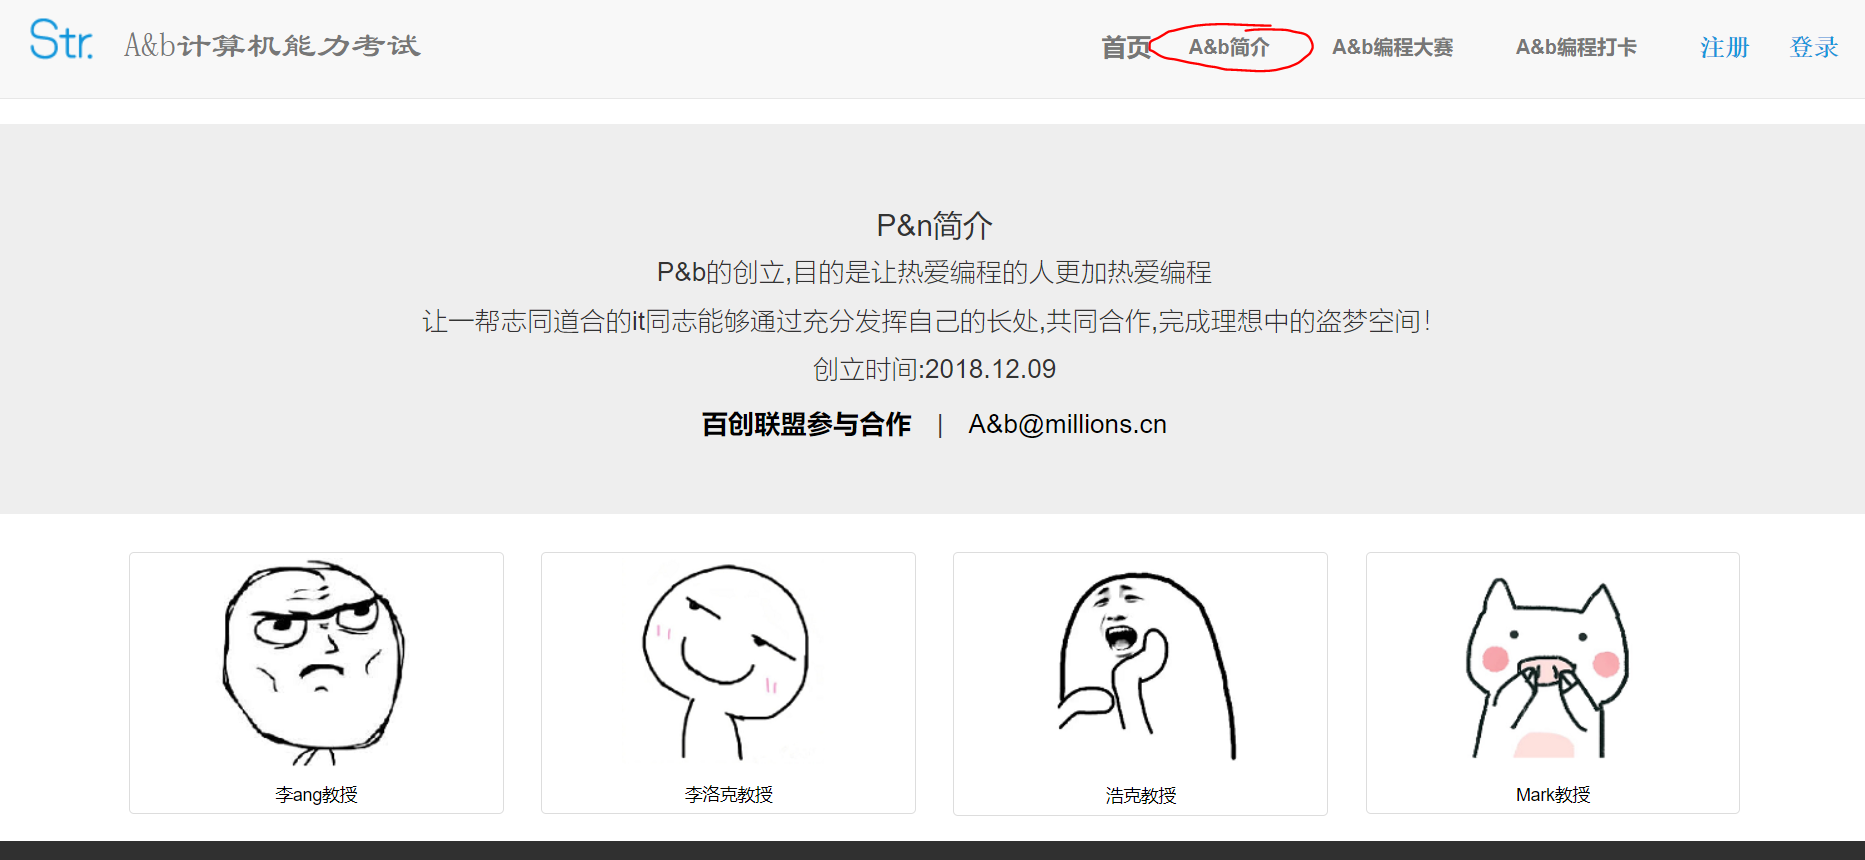 Str. A&b计算机能力考试 首页 A&b简介 A&b编程大赛 A&b编程打卡 注册 登录
P&n简介
P&b的创立,目的是让热爱编程的人更加热爱编程
让一帮志同道合的it同志能够通过充分发挥自己的长处,共同合作,完成理想中的盗梦空间!
创立时间:2018.12.09
百创联盟参与合作 | A&b@millions.cn
李ang教授 李洛克教授 浩克教授 Mark教授